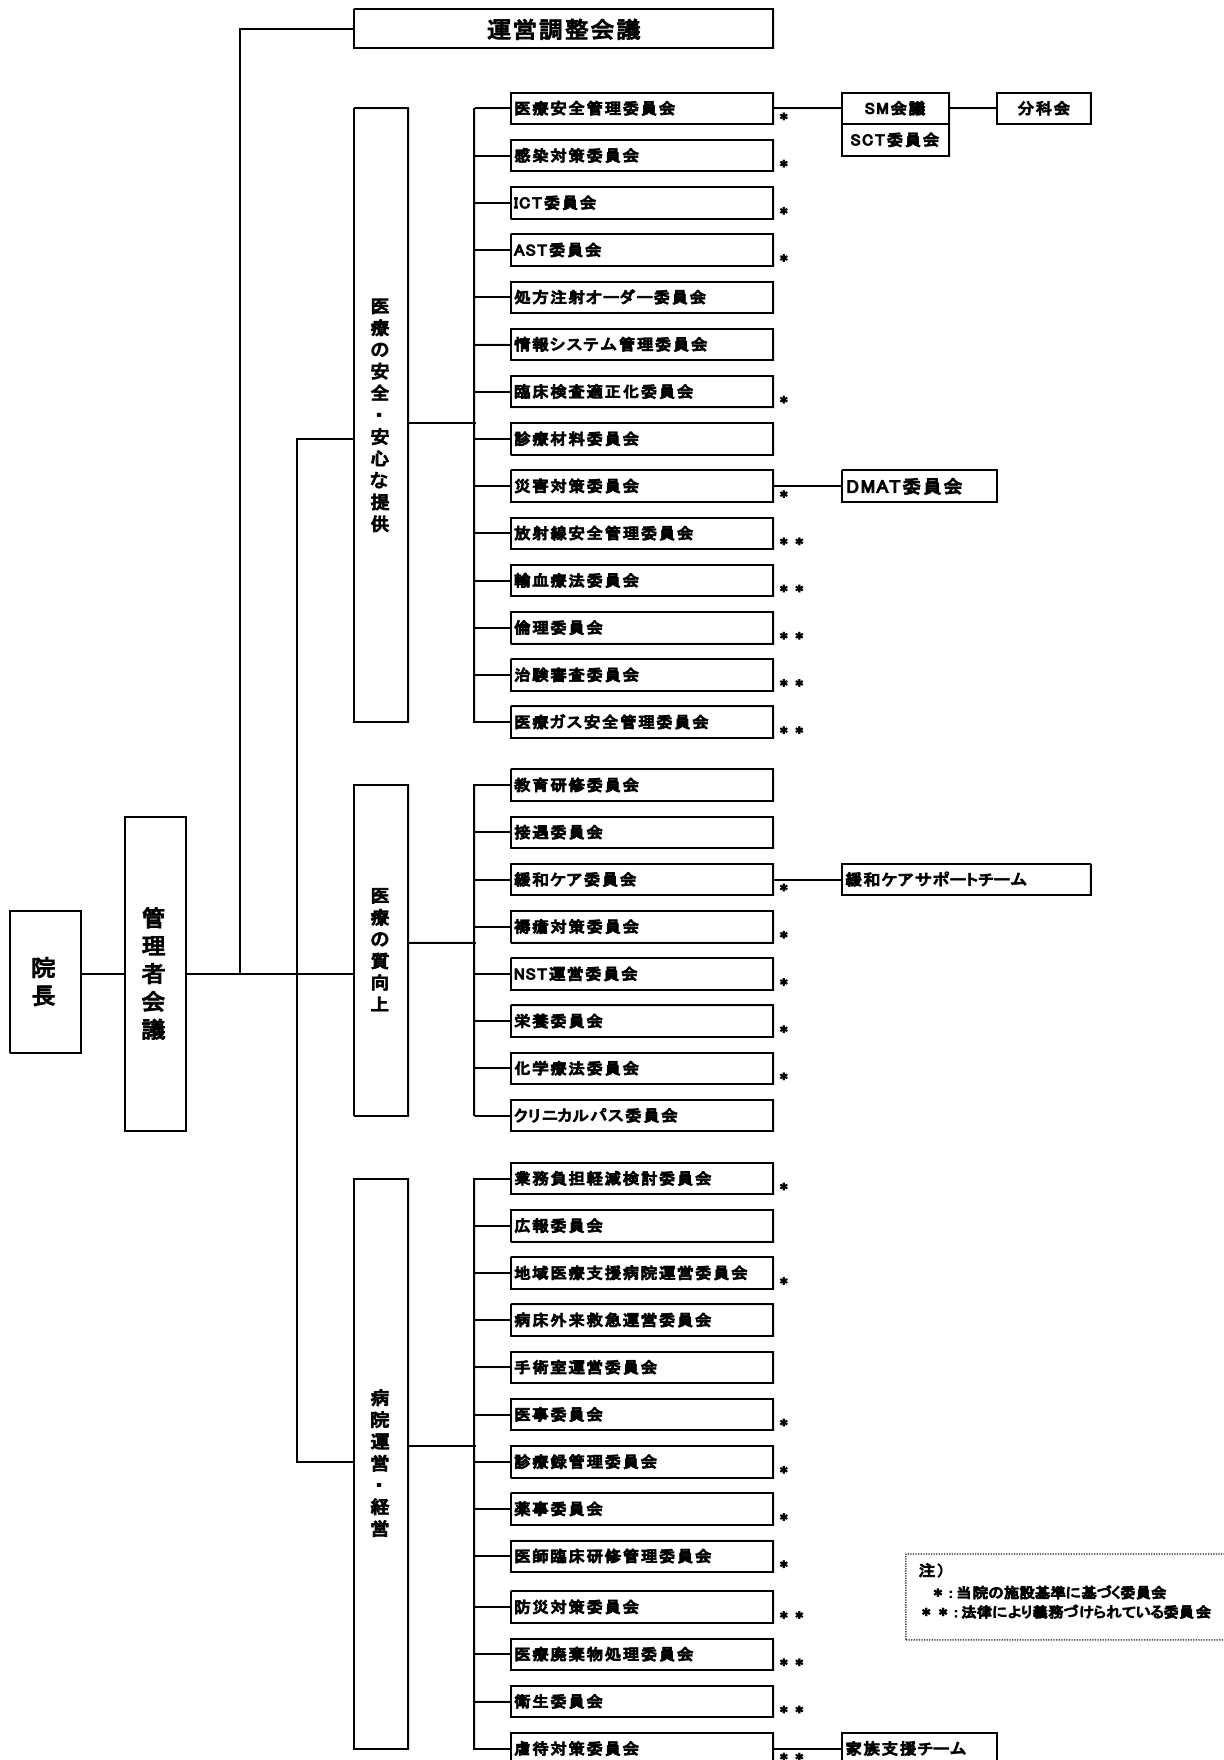 運営調整会議
医療安全管理委員会 *
SM会議
分科会
SCT委員会
感染対策委員会 *
ICT委員会 *
AST委員会 *
処方注射オーダー委員会
情報システム管理委員会
臨床検査適正化委員会 *
診療材料委員会
災害対策委員会 *
DMAT委員会
放射線安全管理委員会 * *
輸血療法委員会 * *
倫理委員会 * *
治験審査委員会 * *
医療ガス安全管理委員会 * *
医療の安全・安心な提供
教育研修委員会
接遇委員会
緩和ケア委員会 *
緩和ケアサポートチーム
褥瘡対策委員会 *
NST運営委員会 *
栄養委員会 *
化学療法委員会 *
クリニカルパス委員会
医療の質向上
院長
管理者会議
業務負担軽減検討委員会 *
広報委員会
地域医療支援病院運営委員会 *
病床外来救急運営委員会
手術室運営委員会
医事委員会 *
診療録管理委員会 *
薬事委員会 *
医師臨床研修管理委員会 *
防災対策委員会 * *
医療廃棄物処理委員会 * *
衛生委員会 * *
虐待対策委員会 * *
家族支援チーム
病院運営・経営
注）
*：当院の施設基準に基づく委員会
* *：法律により義務づけられている委員会